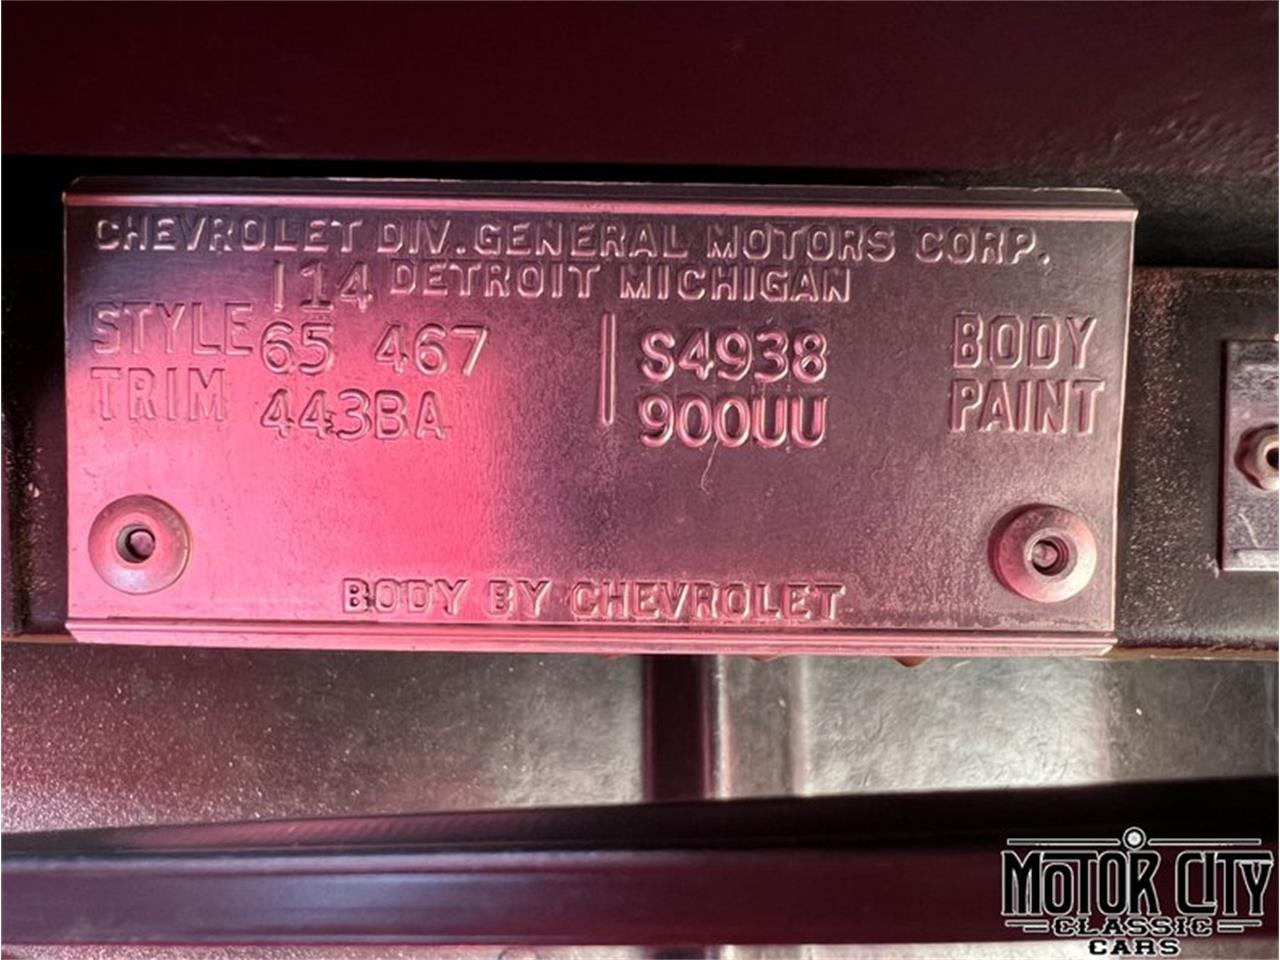 CHEVROLET DIV. GENERAL MOTORS CORP.
114 DETROIT MICHIGAN
STYLE 65 467 S4938 BODY
TRIM 443BA 900UU PAINT
BODY BY CHEVROLET
MOTOR CITY
CLASSIC
CARS